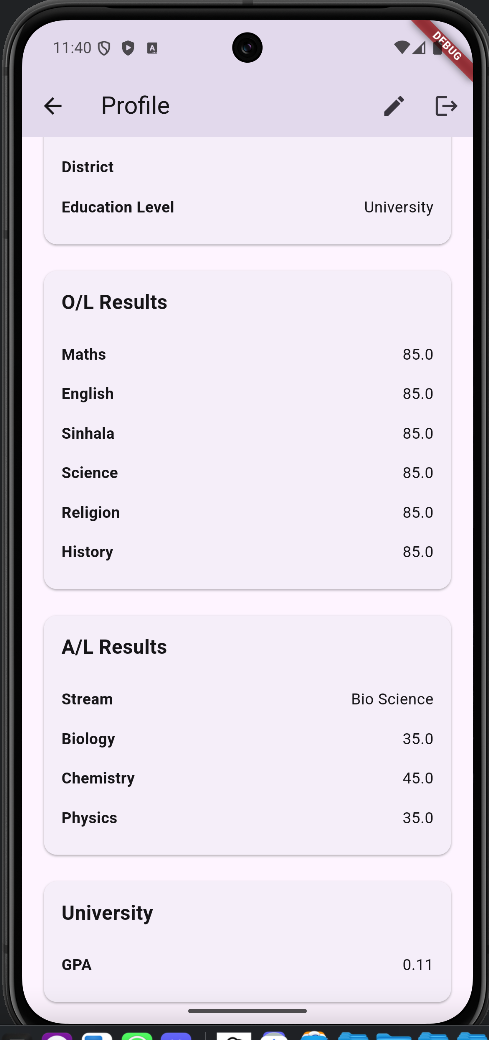 11:40
DEBUG
Profile
District
Education Level University
O/L Results
Maths 85.0
English 85.0
Sinhala 85.0
Science 85.0
Religion 85.0
History 85.0
A/L Results
Stream Bio Science
Biology 35.0
Chemistry 45.0
Physics 35.0
University
GPA 0.11